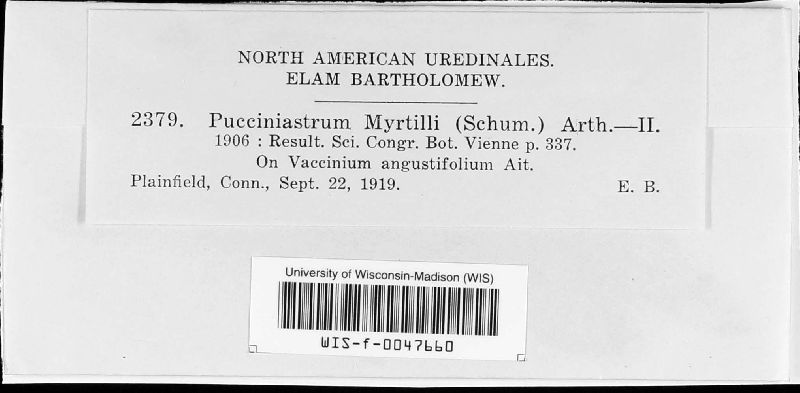 NORTH AMERICAN UREDINALES.
ELAM BARTHOLOMEW.
2379. Pucciniastrum Myrtilli (Schum.) Arth.—II.
1906 : Result. Sci. Congr. Bot. Vienne p. 337.
On Vaccinium angustifolium Ait.
Plainfield, Conn., Sept. 22, 1919. E. B.
University of Wisconsin-Madison (WIS)
WIS-f-0047660